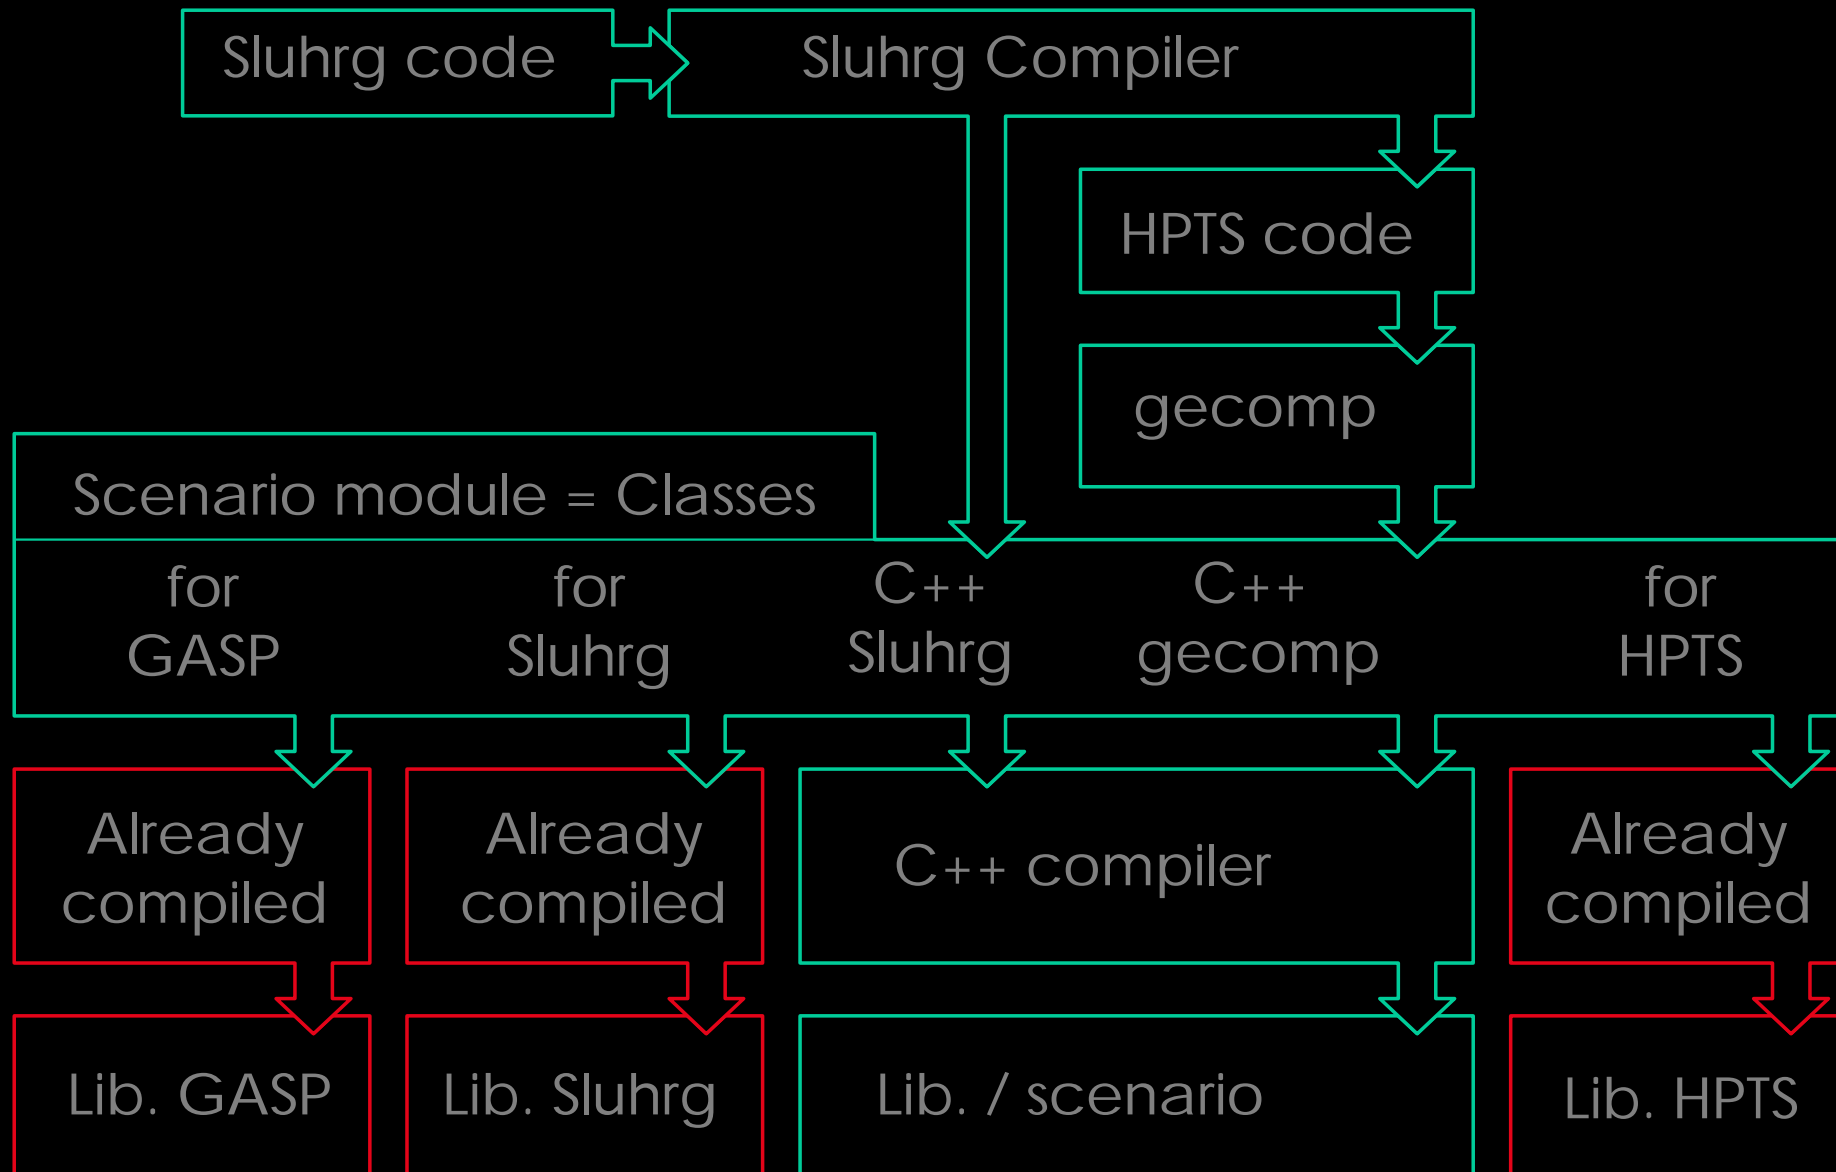 Sluhrg code
Sluhrg Compiler
HPTS code
gecomp
Scenario module = Classes
for
GASP
for
Sluhrg
C++
Sluhrg
C++
gecomp
for
HPTS
Already
compiled
Already
compiled
C++ compiler
Already
compiled
Lib. GASP
Lib. Sluhrg
Lib. / scenario
Lib. HPTS